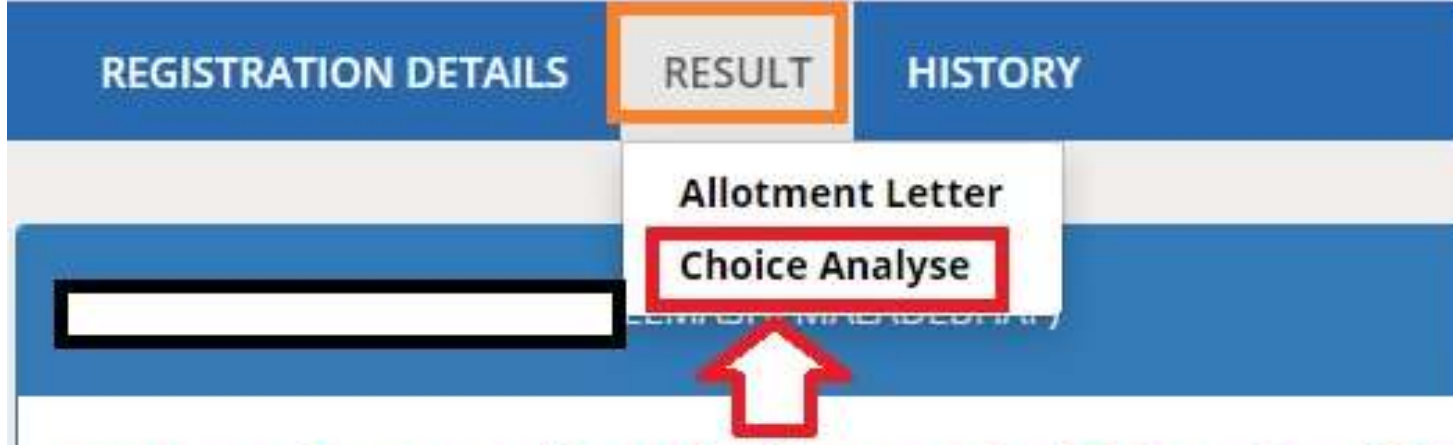 REGISTRATION DETAILS RESULT HISTORY
Allotment Letter
Choice Analyse